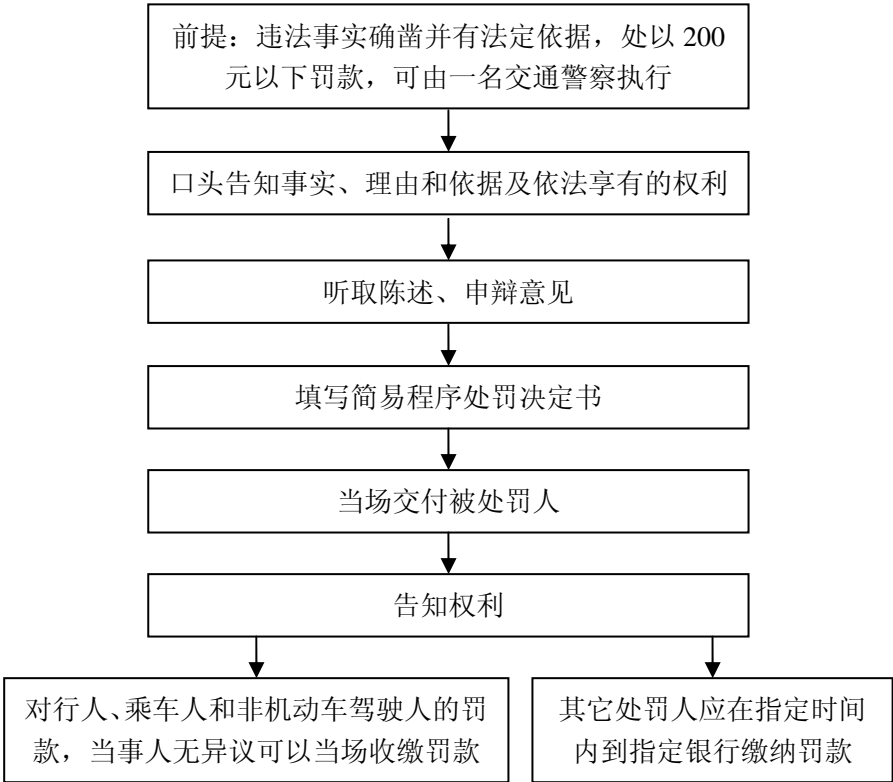 前提：违法事实确凿并有法定依据，处以 200
元以下罚款，可由一名交通警察执行
口头告知事实、理由和依据及依法享有的权利
听取陈述、申辩意见
填写简易程序处罚决定书
当场交付被处罚人
告知权利
对行人、乘车人和非机动车驾驶人的罚
款，当事人无异议可以当场收缴罚款
其它处罚人应在指定时间
内到指定银行缴纳罚款